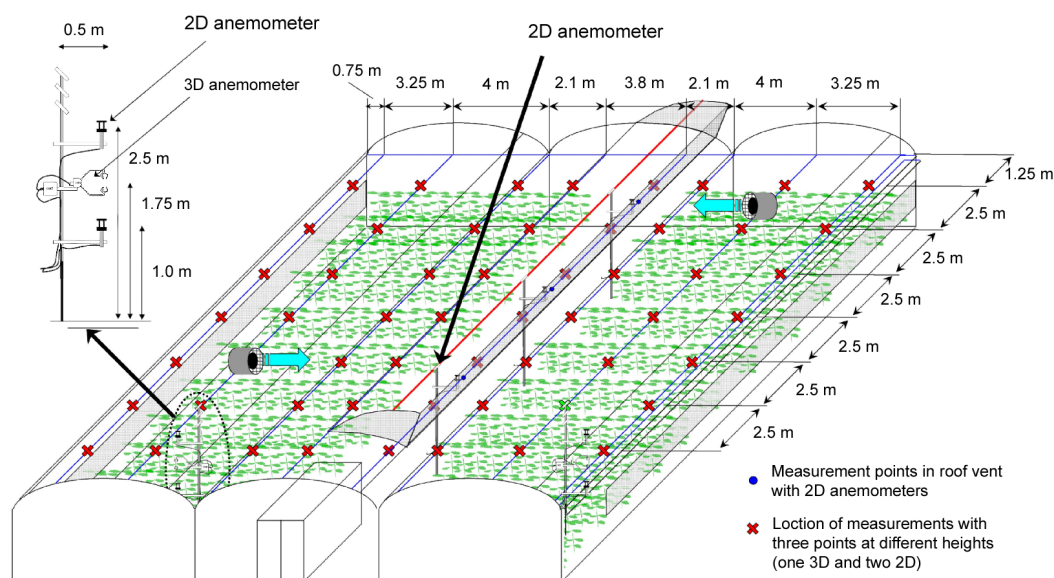 0.5 m
2D anemometer
3D anemometer
2.5 m
1.75 m
1.0 m
2D anemometer
0.75 m
3.25 m
4 m
2.1 m
3.8 m
2.1 m
4 m
3.25 m
1.25 m
2.5 m
2.5 m
2.5 m
2.5 m
2.5 m
2.5 m
Measurement points in roof vent
with 2D anemometers
Loction of measurements with
three points at different heights
(one 3D and two 2D)